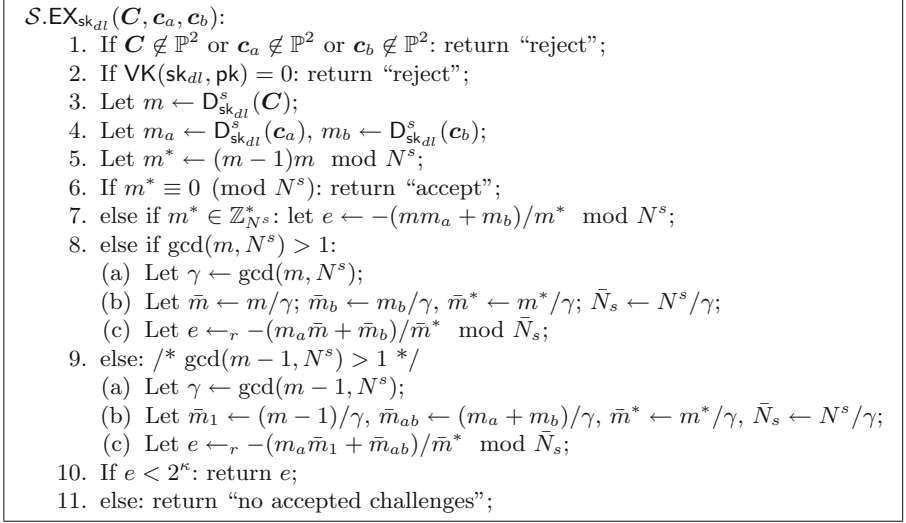 𝒮.EX_{sk_{dl}}(C, c_a, c_b):
1. If C ∉ ℙ² or c_a ∉ ℙ² or c_b ∉ ℙ²: return “reject”;
2. If VK(sk_{dl}, pk) = 0: return “reject”;
3. Let m ← D^s_{sk_{dl}}(C);
4. Let m_a ← D^s_{sk_{dl}}(c_a), m_b ← D^s_{sk_{dl}}(c_b);
5. Let m* ← (m − 1)m mod N^s;
6. If m* ≡ 0 (mod N^s): return “accept”;
7. else if m* ∈ ℤ*_{N^s}: let e ← −(mm_a + m_b)/m* mod N^s;
8. else if gcd(m, N^s) > 1:
(a) Let γ ← gcd(m, N^s);
(b) Let m̄ ← m/γ; m̄_b ← m_b/γ, m̄* ← m*/γ; N̄_s ← N^s/γ;
(c) Let e ←_r −(m_a m̄ + m̄_b)/m̄* mod N̄_s;
9. else: /* gcd(m − 1, N^s) > 1 */
(a) Let γ ← gcd(m − 1, N^s);
(b) Let m̄_1 ← (m − 1)/γ, m̄_{ab} ← (m_a + m_b)/γ, m̄* ← m*/γ, N̄_s ← N^s/γ;
(c) Let e ←_r −(m_a m̄_1 + m̄_{ab})/m̄* mod N̄_s;
10. If e < 2^κ: return e;
11. else: return “no accepted challenges”;